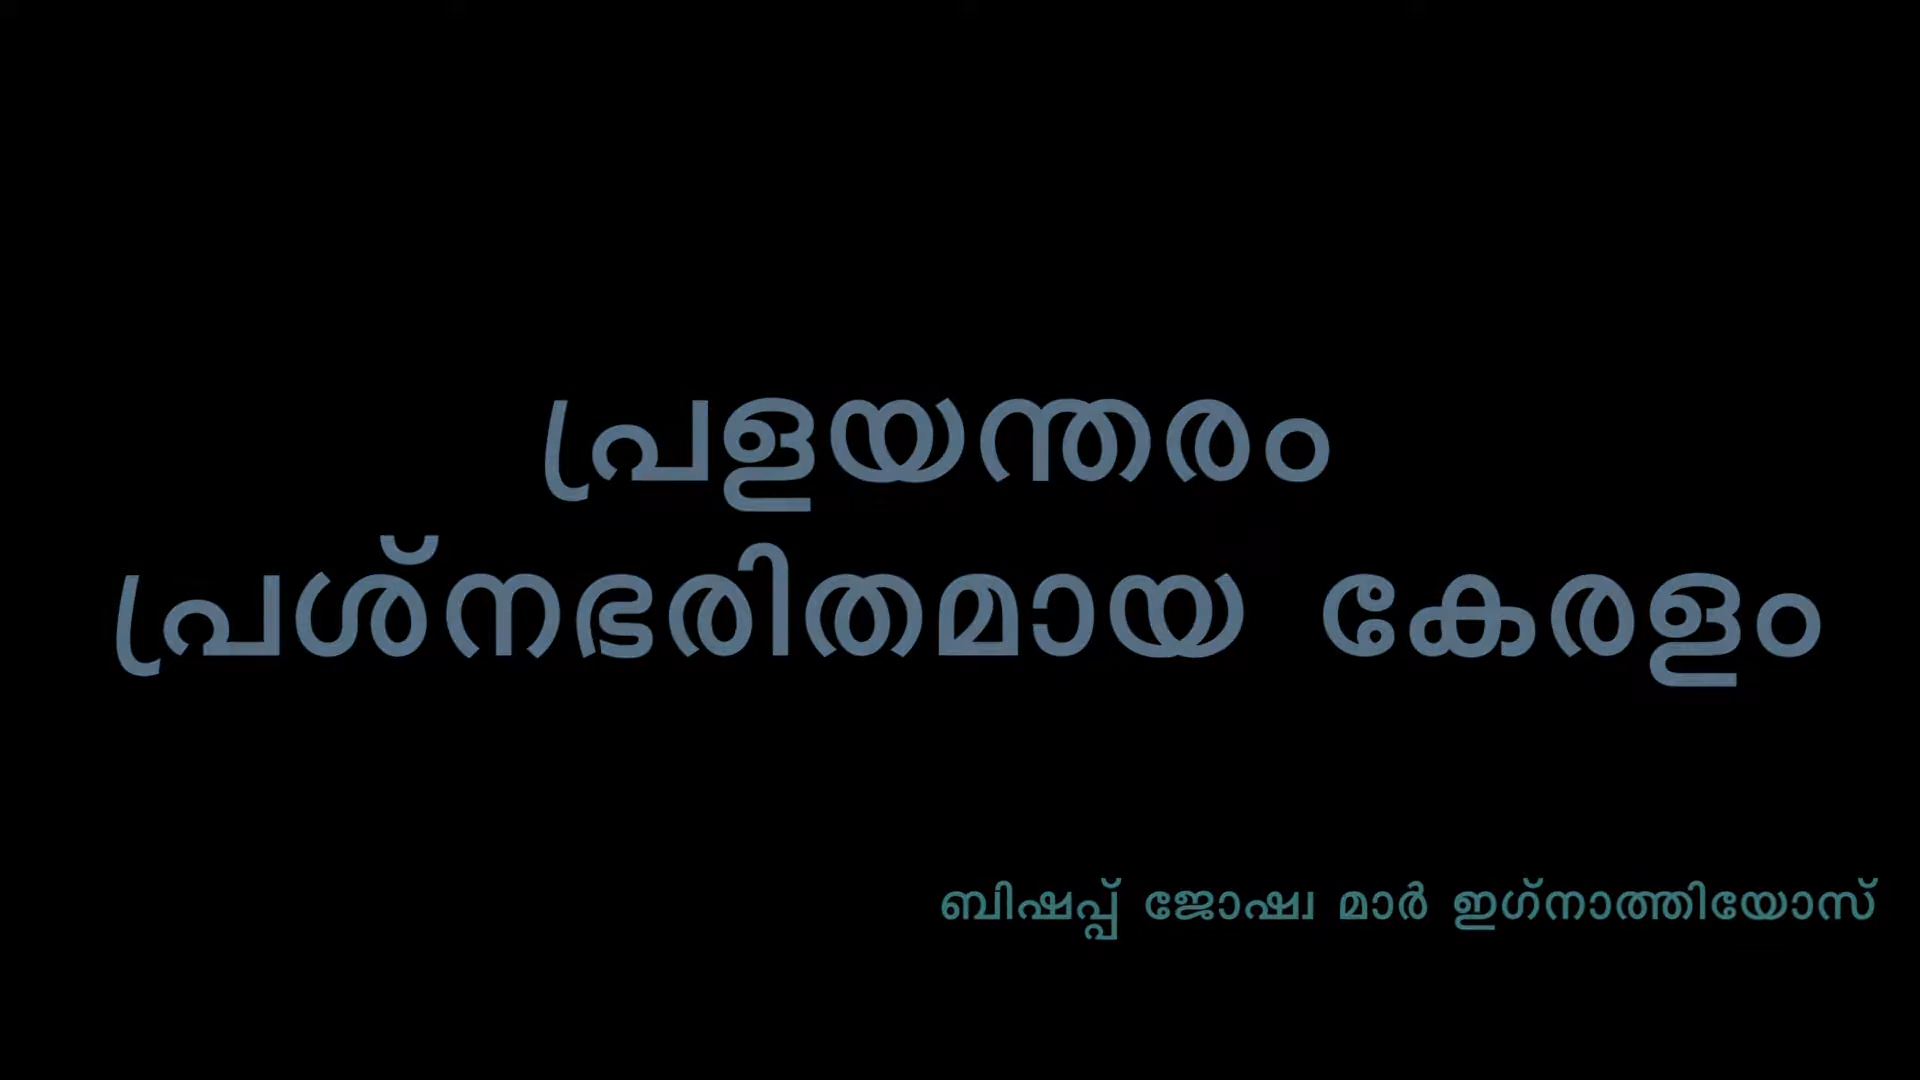 പ്രളയന്തരം
പ്രശ്നഭരിതമായ കേരളം
ബിഷപ്പ് ജോഷ്വ മാർ ഇഗ്നാത്തിയോസ്